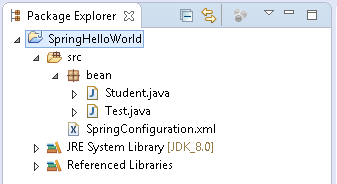 Package Explorer
SpringHelloWorld
src
bean
Student.java
Test.java
SpringConfiguration.xml
JRE System Library [JDK_8.0]
Referenced Libraries